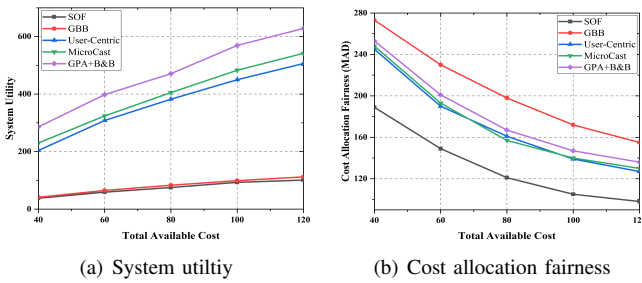 600
400
200
0
System Utility
SOF
GBB
User-Centric
MicroCast
GPA+B&B
40 60 80 100 120
Total Available Cost
(a) System utiltiy
280
240
200
160
120
Cost Allocation Fairness (MAD)
SOF
GBB
User-Centric
MicroCast
GPA+B&B
40 60 80 100 120
Total Available Cost
(b) Cost allocation fairness